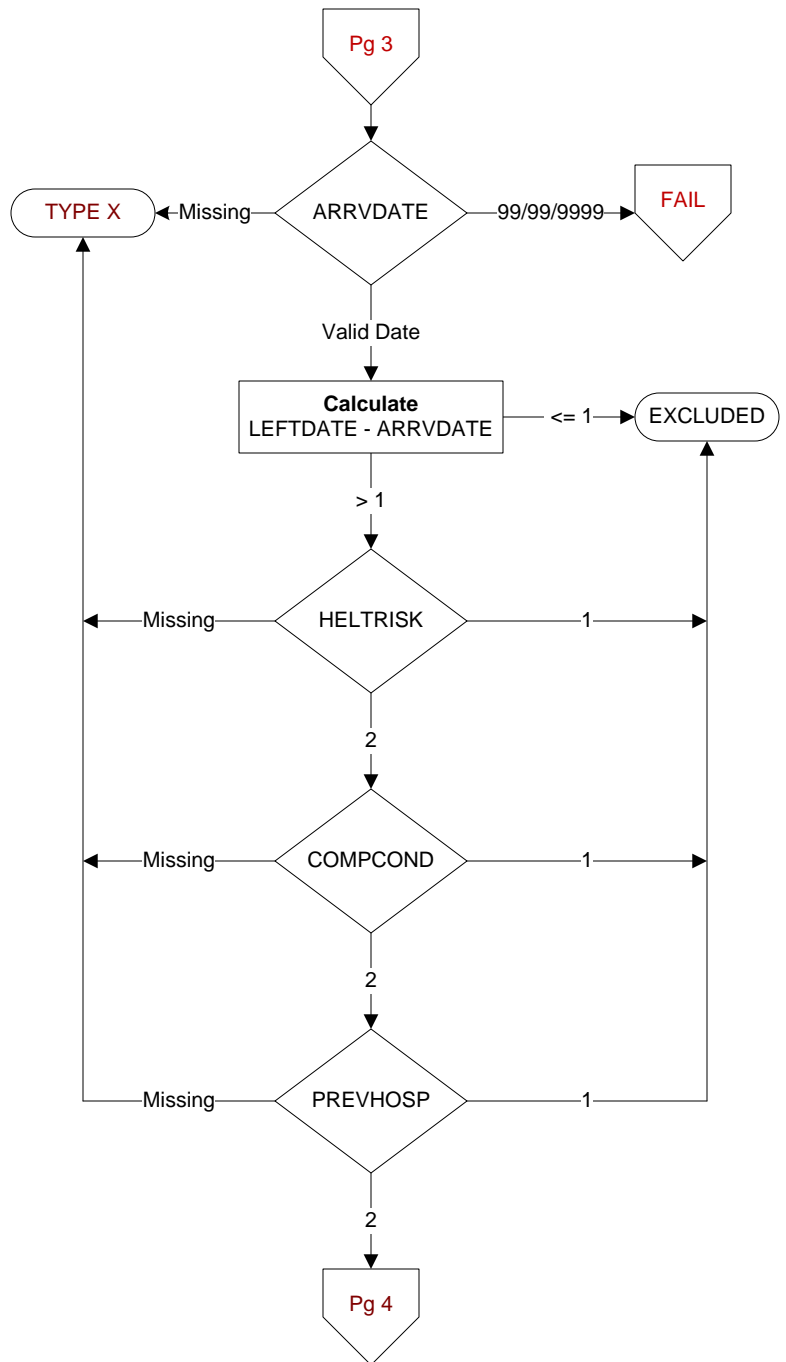 Pg 3
TYPE X
Missing
ARRVDATE
99/99/9999
FAIL
Valid Date
Calculate
LEFTDATE - ARRVDATE
<= 1
EXCLUDED
> 1
Missing
HELTRISK
1
2
Missing
COMPCOND
1
2
Missing
PREVHOSP
1
2
Pg 4